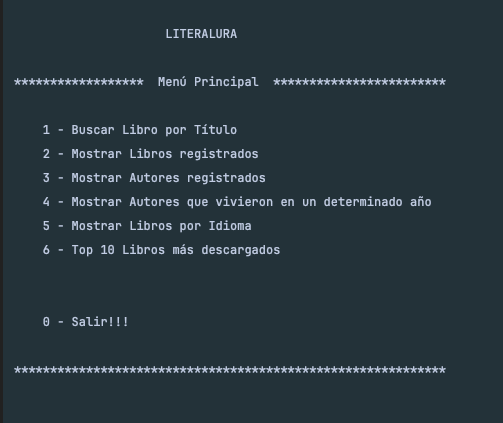 LITERALURA
****************** Menú Principal ************************
1 - Buscar Libro por Título
2 - Mostrar Libros registrados
3 - Mostrar Autores registrados
4 - Mostrar Autores que vivieron en un determinado año
5 - Mostrar Libros por Idioma
6 - Top 10 Libros más descargados
0 - Salir!!!
************************************************************